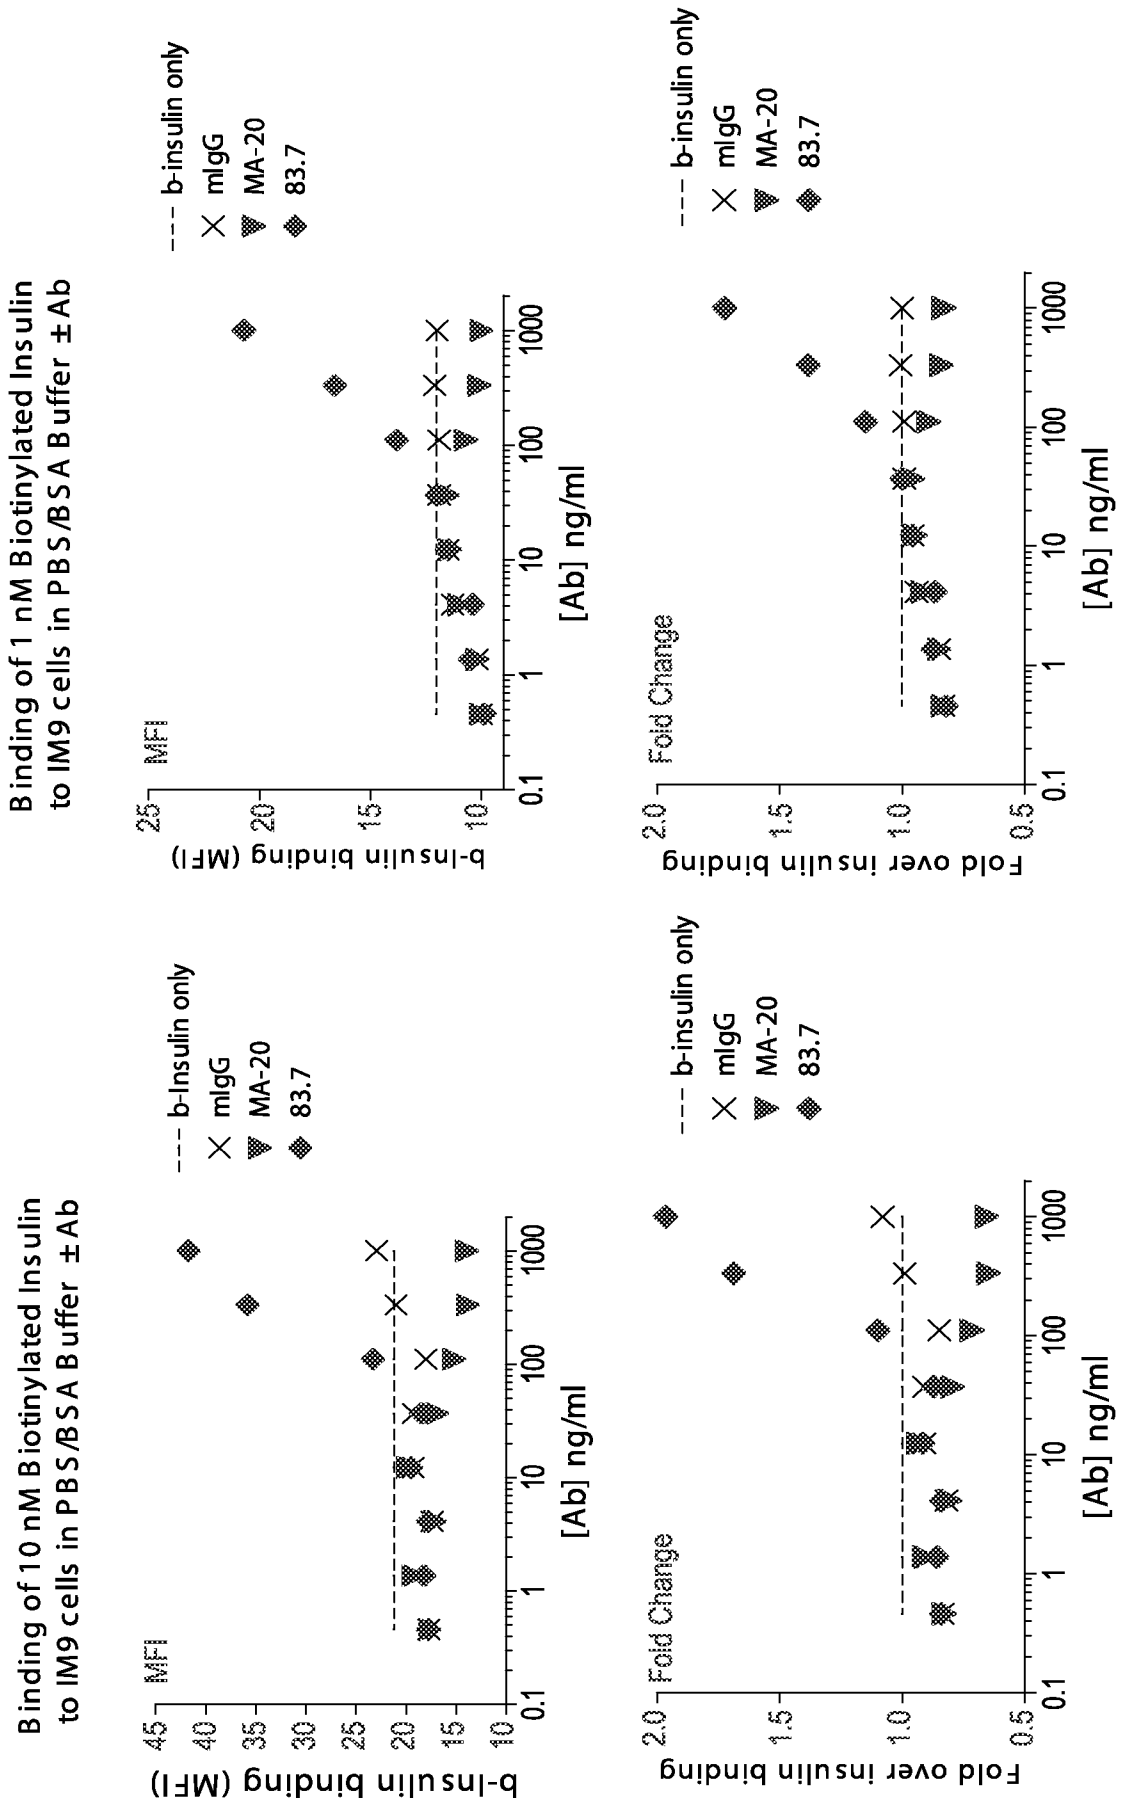 Binding of 10 nM Biotinylated Insulin
to IM9 cells in PBS/BSA Buffer ± Ab
MFI
b-Insulin binding (MFI)
45
40
35
30
25
20
15
10
0.1
1
10
100
1000
[Ab] ng/ml
b-Insulin only
mIgG
MA-20
83.7
Binding of 1 nM Biotinylated Insulin
to IM9 cells in PBS/BSA Buffer ± Ab
MFI
b-Insulin binding (MFI)
25
20
15
10
0.1
1
10
100
1000
[Ab] ng/ml
b-insulin only
mIgG
MA-20
83.7
Fold Change
Fold over insulin binding
2.0
1.5
1.0
0.5
0.1
1
10
100
1000
[Ab] ng/ml
b-insulin only
mIgG
MA-20
83.7
Fold Change
Fold over insulin binding
2.0
1.5
1.0
0.5
0.1
1
10
100
1000
[Ab] ng/ml
b-insulin only
mIgG
MA-20
83.7